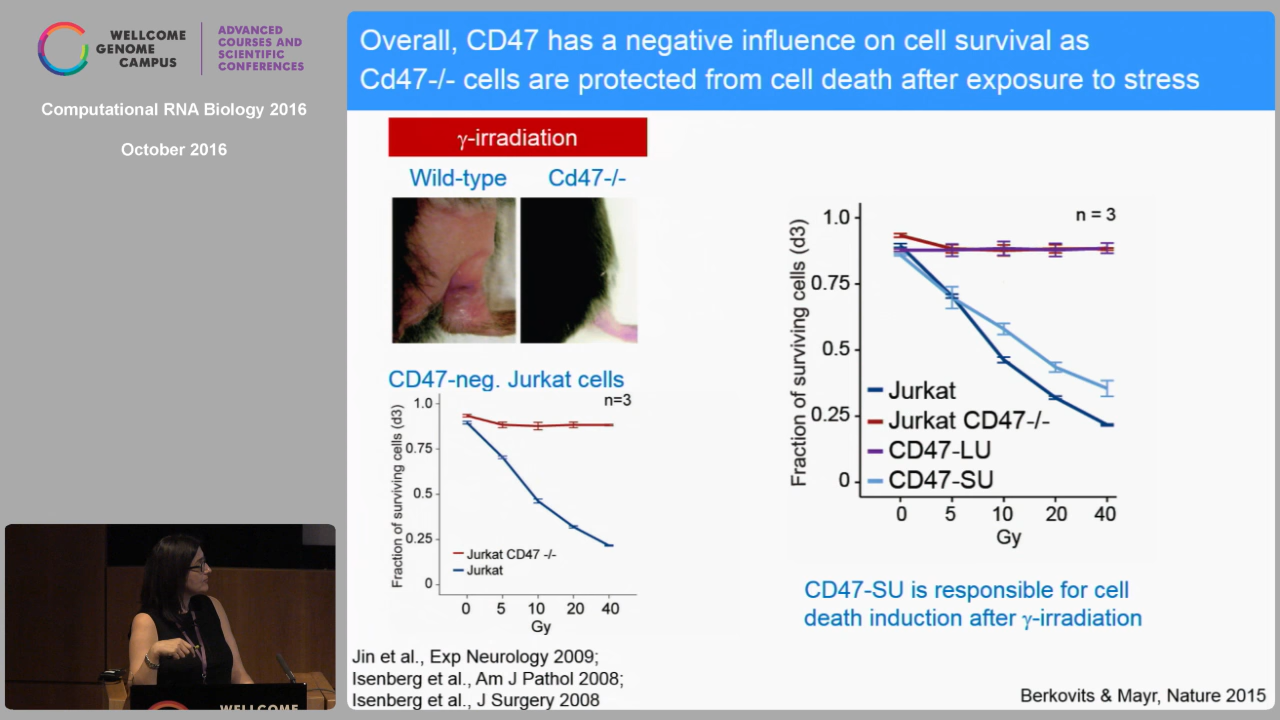 WELLCOME
GENOME
CAMPUS
ADVANCED
COURSES AND
SCIENTIFIC
CONFERENCES
Computational RNA Biology 2016
October 2016
Overall, CD47 has a negative influence on cell survival as
Cd47-/- cells are protected from cell death after exposure to stress
γ-irradiation
Wild-type Cd47-/-
CD47-neg. Jurkat cells
n=3
Fraction of surviving cells (d3)
1.0
0.75
0.5
0.25
0
Jurkat CD47 -/-
Jurkat
0 5 10 20 40
Gy
Jin et al., Exp Neurology 2009;
Isenberg et al., Am J Pathol 2008;
Isenberg et al., J Surgery 2008
n = 3
Fraction of surviving cells (d3)
1.0
0.75
0.5
0.25
0
Jurkat
Jurkat CD47-/-
CD47-LU
CD47-SU
0 5 10 20 40
Gy
CD47-SU is responsible for cell
death induction after γ-irradiation
Berkovits & Mayr, Nature 2015
WELLCOME